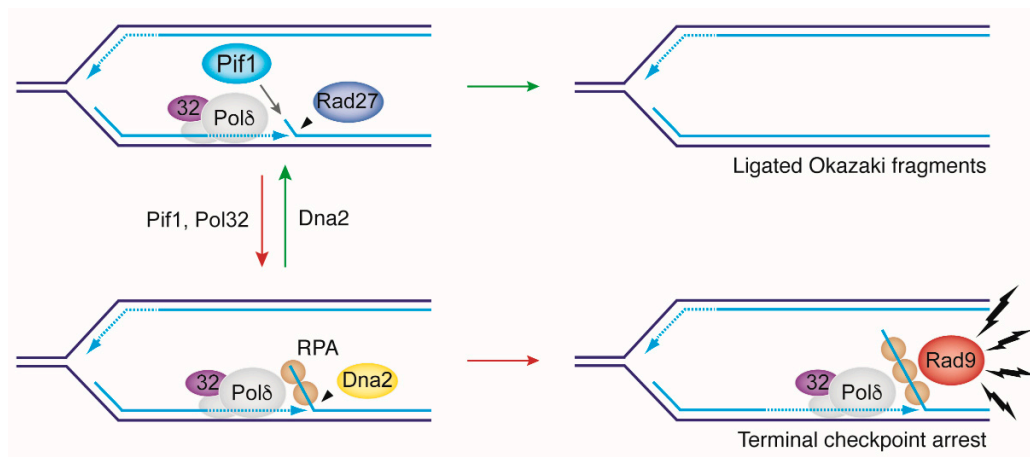 Pif1
Rad27
32
Polδ
Ligated Okazaki fragments
Pif1, Pol32
Dna2
RPA
32
Polδ
Dna2
32
Polδ
Rad9
Terminal checkpoint arrest